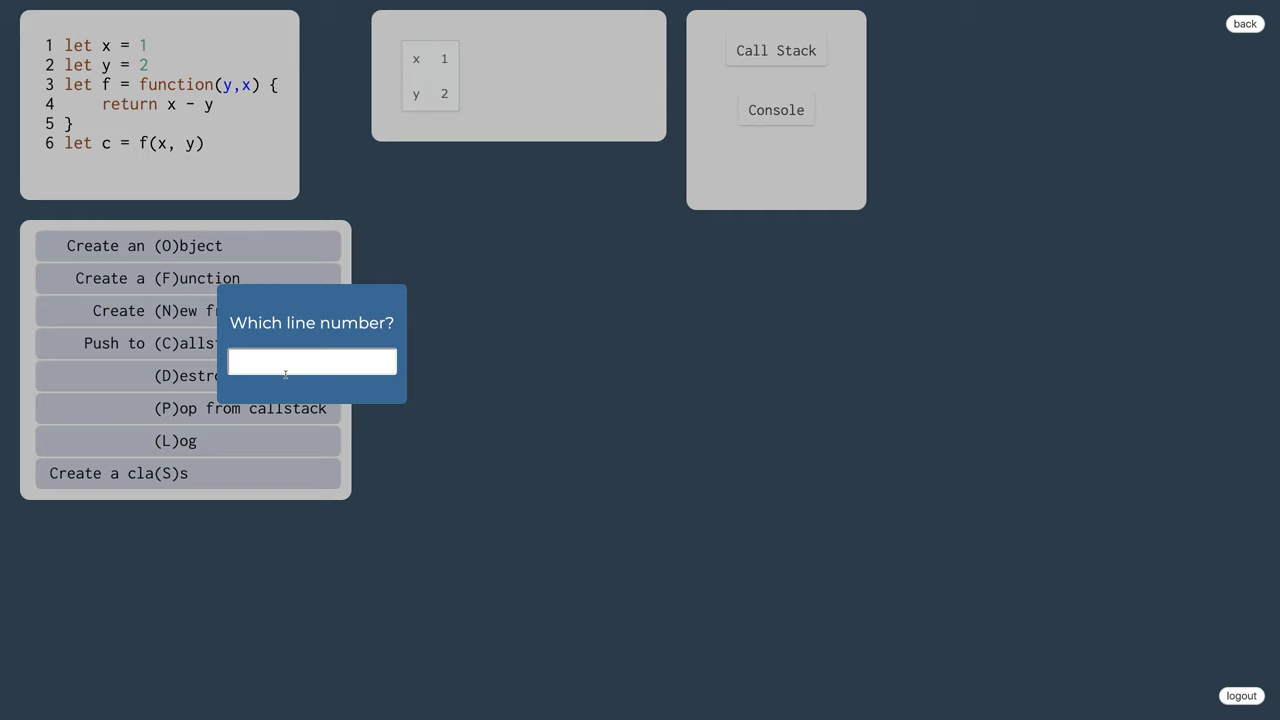 1 let x = 1
2 let y = 2
3 let f = function(y,x) {
4     return x - y
5 }
6 let c = f(x, y)
x 1
y 2
Call Stack
Console
back
Create an (O)bject
Create a (F)unction
Create (N)ew
Push to (C)alls
(D)estro
(P)op from callstack
(L)og
Create a cla(S)s
Which line number?
logout